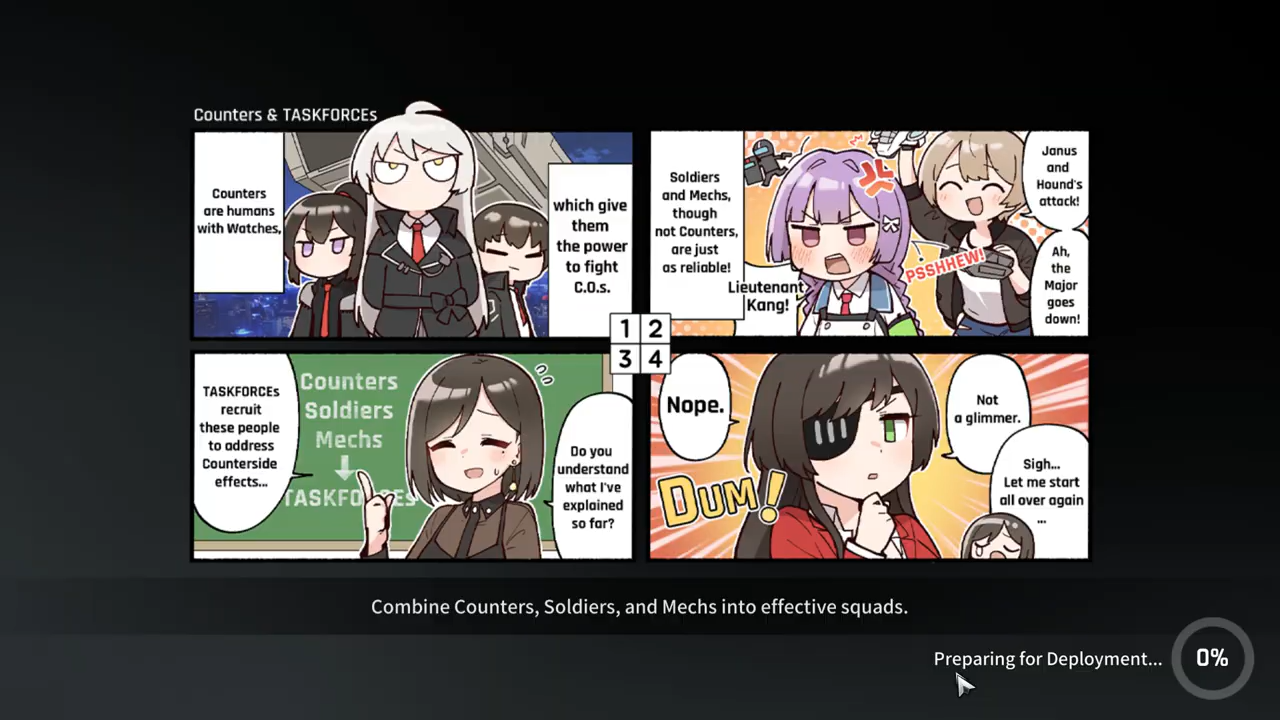 Counters & TASKFORCEs
Counters
are humans
with Watches,
which give
them
the power
to fight
C.O.s.
Soldiers
and Mechs,
though
not Counters,
are just
as reliable!
Lieutenant
Kang!
PSSHHEW!
Janus
and
Hound's
attack!
Ah,
the
Major
goes
down!
1 2
3 4
TASKFORCEs
recruit
these people
to address
Counterside
effects...
Counters
Soldiers
Mechs
TASKFORCEs
Do you
understand
what I've
explained
so far?
Nope.
DUM!
Not
a glimmer.
Sigh...
Let me start
all over again
...
Combine Counters, Soldiers, and Mechs into effective squads.
Preparing for Deployment...
0%